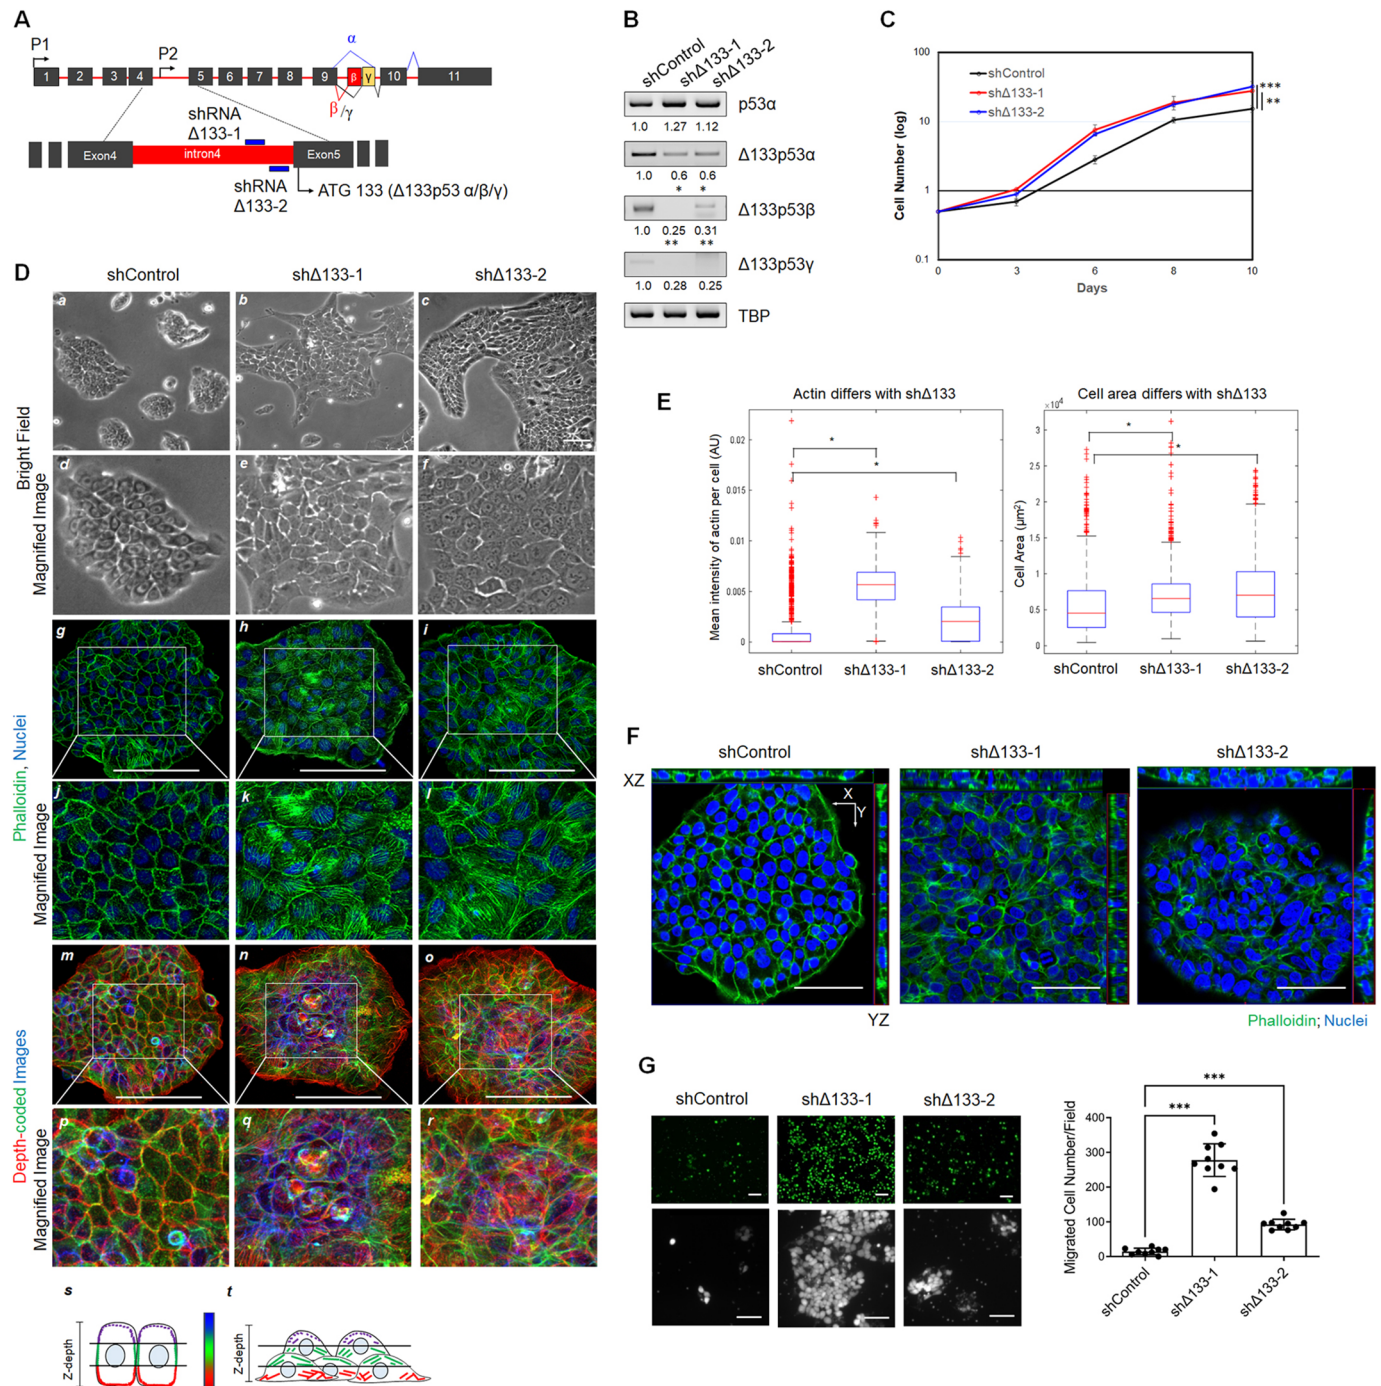 A
P1
P2
α
1
2
3
4
5
6
7
8
9
β
γ
10
11
β/γ
shRNA
Δ133-1
Exon4
intron4
Exon5
shRNA
Δ133-2
ATG 133 (Δ133p53 α/β/γ)
B
shControl
shΔ133-1
shΔ133-2
p53α
1.0 1.27 1.12
Δ133p53α
1.0 0.6 0.6
* *
Δ133p53β
1.0 0.25 0.31
** **
Δ133p53γ
1.0 0.28 0.25
TBP
C
Cell Number (log)
100
10
1
0.1
shControl
shΔ133-1
shΔ133-2
***
**
0 3 6 8 10
Days
D
shControl shΔ133-1 shΔ133-2
Bright Field
Magnified Image
a b c
d e f
Phalloidin, Nuclei
Magnified Image
g h i
j k l
Depth-coded Images
Magnified Image
m n o
p q r
s t
Z-depth
Z-depth
E
Actin differs with shΔ133
Mean intensity of actin per cell (AU)
0.02
0.015
0.01
0.005
0
*
*
shControl shΔ133-1 shΔ133-2
Cell area differs with shΔ133
×10⁴
Cell Area (μm²)
3
2.5
2
1.5
1
0.5
0
*
*
shControl shΔ133-1 shΔ133-2
F
shControl shΔ133-1 shΔ133-2
XZ
X
Y
YZ
Phalloidin; Nuclei
G
shControl shΔ133-1 shΔ133-2
Migrated Cell Number/Field
400
300
200
100
0
***
***
shControl
shΔ133-1
shΔ133-2